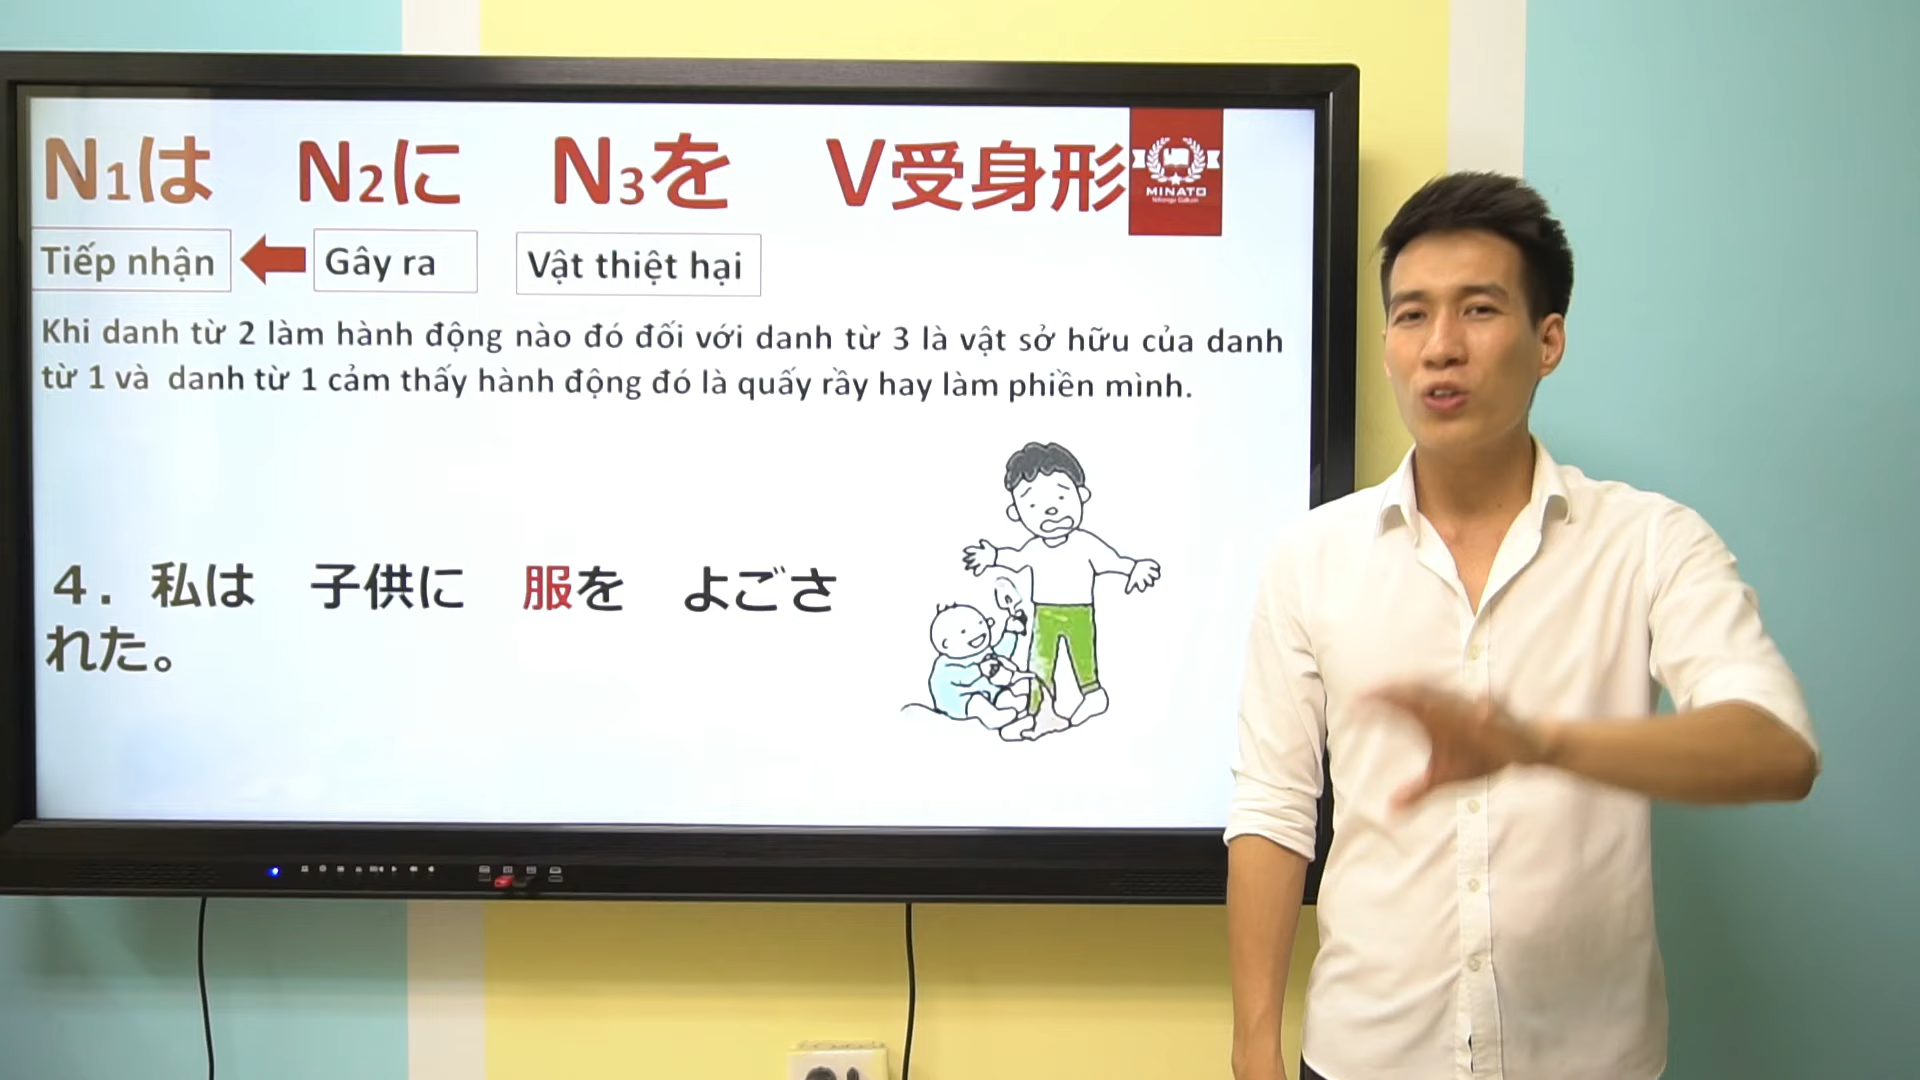 N1は N2に N3を V受身形
MINATO
Tiếp nhận Gây ra Vật thiệt hại
Khi danh từ 2 làm hành động nào đó đối với danh từ 3 là vật sở hữu của danh
từ 1 và danh từ 1 cảm thấy hành động đó là quấy rầy hay làm phiền mình.
４．私は 子供に 服を よごさ
れた。